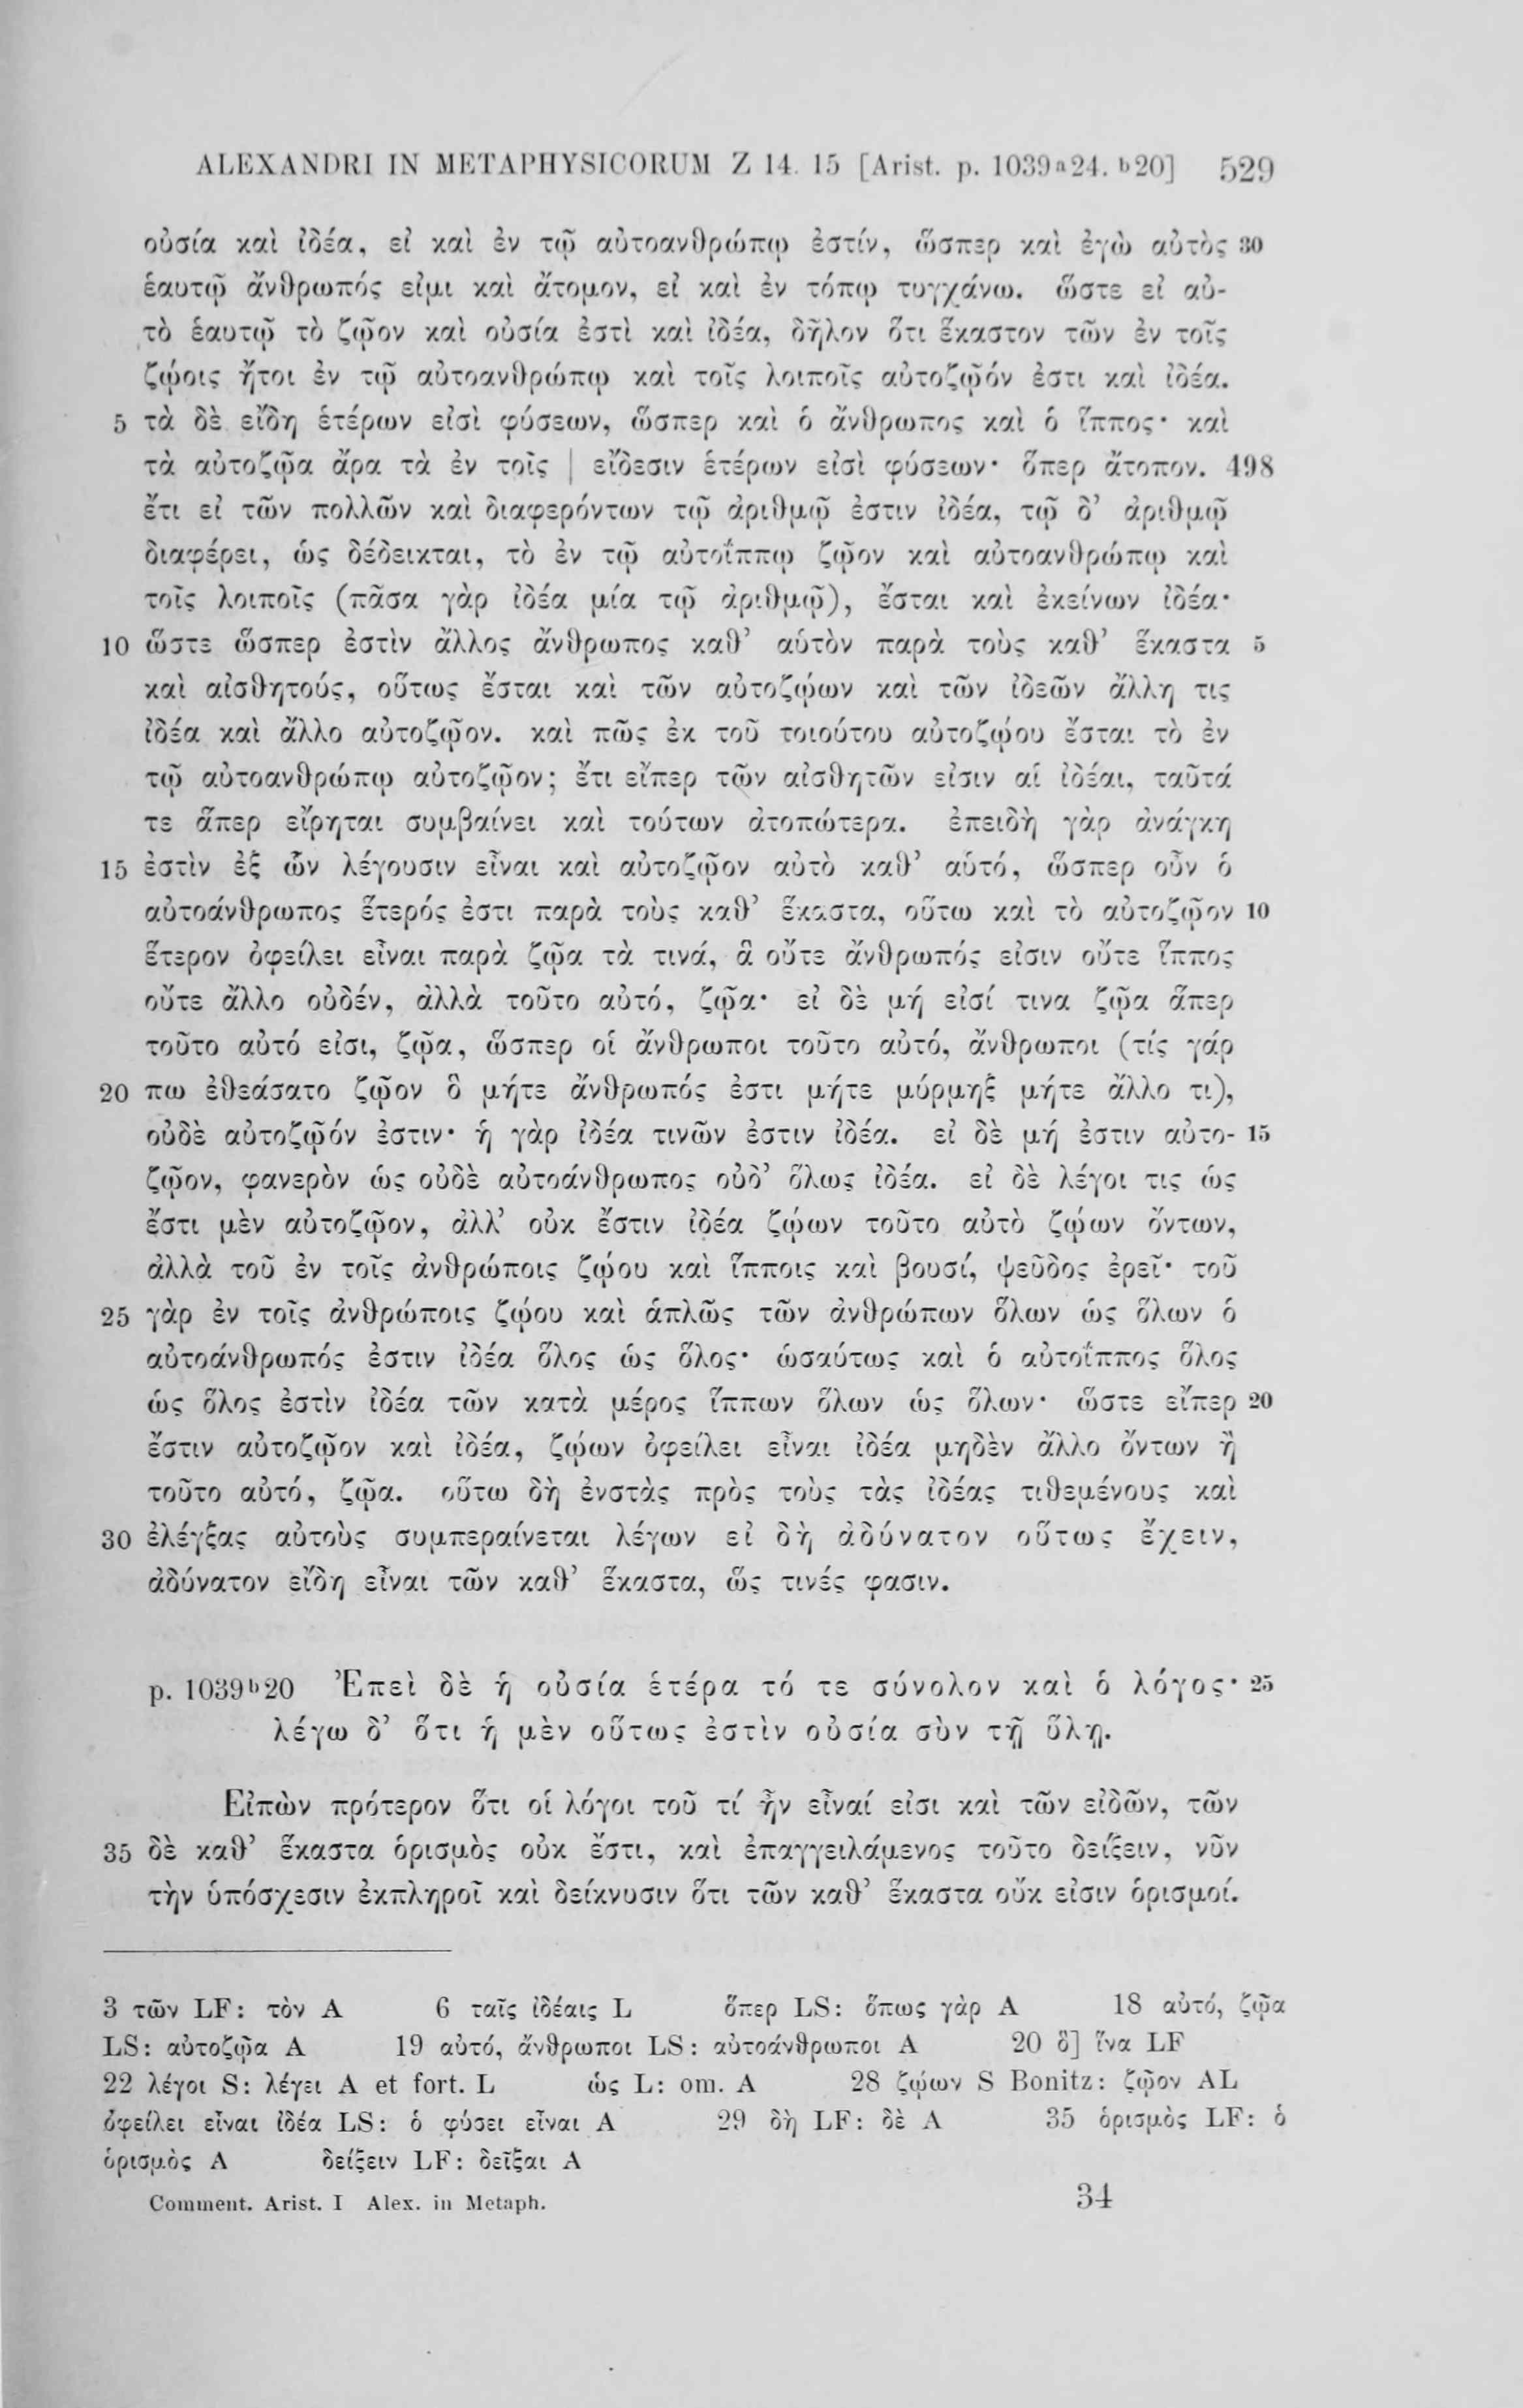 ALEXANDRI IN METAPHYSICORUM Z 14. 15 [Arist. p. 1039a24. b20] 529
οὐσία καὶ ἰδέα, εἰ καὶ ἐν τῷ αὐτοανθρώπῳ ἐστίν, ὥσπερ καὶ ἐγὼ αὐτὸς 30
ἑαυτῷ ἄνθρωπός εἰμι καὶ ἄτομον, εἰ καὶ ἐν τόπῳ τυγχάνω. ὥστε εἰ αὐ-
τὸ ἑαυτῷ τὸ ζῷον καὶ οὐσία ἐστὶ καὶ ἰδέα, δῆλον ὅτι ἕκαστον τῶν ἐν τοῖς
ζῴοις ἤτοι ἐν τῷ αὐτοανθρώπῳ καὶ τοῖς λοιποῖς αὐτοζῷόν ἐστι καὶ ἰδέα.
5 τὰ δὲ εἴδη ἑτέρων εἰσὶ φύσεων, ὥσπερ καὶ ὁ ἄνθρωπος καὶ ὁ ἵππος· καὶ
τὰ αὐτοζῷα ἄρα τὰ ἐν τοῖς | εἴδεσιν ἑτέρων εἰσὶ φύσεων· ὅπερ ἄτοπον. 498
ἔτι εἰ τῶν πολλῶν καὶ διαφερόντων τῷ ἀριθμῷ ἐστιν ἰδέα, τῷ δ’ ἀριθμῷ
διαφέρει, ὡς δέδεικται, τὸ ἐν τῷ αὐτοΐππῳ ζῷον καὶ αὐτοανθρώπῳ καὶ
τοῖς λοιποῖς (πᾶσα γὰρ ἰδέα μία τῷ ἀριθμῷ), ἔσται καὶ ἐκείνων ἰδέα·
10 ὥστε ὥσπερ ἐστὶν ἄλλος ἄνθρωπος καθ’ αὑτὸν παρὰ τοὺς καθ’ ἕκαστα 5
καὶ αἰσθητούς, οὕτως ἔσται καὶ τῶν αὐτοζῴων καὶ τῶν ἰδεῶν ἄλλη τις
ἰδέα καὶ ἄλλο αὐτοζῷον. καὶ πῶς ἐκ τοῦ τοιούτου αὐτοζῴου ἔσται τὸ ἐν
τῷ αὐτοανθρώπῳ αὐτοζῷον; ἔτι εἴπερ τῶν αἰσθητῶν εἰσιν αἱ ἰδέαι, ταῦτά
τε ἅπερ εἴρηται συμβαίνει καὶ τούτων ἀτοπώτερα. ἐπειδὴ γὰρ ἀνάγκη
15 ἐστὶν ἐξ ὧν λέγουσιν εἶναι καὶ αὐτοζῷον αὐτὸ καθ’ αὑτό, ὥσπερ οὖν ὁ
αὐτοάνθρωπος ἕτερός ἐστι παρὰ τοὺς καθ’ ἕκαστα, οὕτω καὶ τὸ αὐτοζῷον 10
ἕτερον ὀφείλει εἶναι παρὰ ζῷα τὰ τινά, ἃ οὔτε ἄνθρωπός εἰσιν οὔτε ἵππος
οὔτε ἄλλο οὐδέν, ἀλλὰ τοῦτο αὐτό, ζῷα· εἰ δὲ μή εἰσί τινα ζῷα ἅπερ
τοῦτο αὐτό εἰσι, ζῷα, ὥσπερ οἱ ἄνθρωποι τοῦτο αὐτό, ἄνθρωποι (τίς γάρ
20 πω ἐθεάσατο ζῷον ὃ μήτε ἄνθρωπός ἐστι μήτε μύρμηξ μήτε ἄλλο τι),
οὐδὲ αὐτοζῷόν ἐστιν· ἡ γὰρ ἰδέα τινῶν ἐστιν ἰδέα. εἰ δὲ μή ἐστιν αὐτο- 15
ζῷον, φανερὸν ὡς οὐδὲ αὐτοάνθρωπος οὐδ’ ὅλως ἰδέα. εἰ δὲ λέγοι τις ὡς
ἔστι μὲν αὐτοζῷον, ἀλλ’ οὐκ ἔστιν ἰδέα ζῴων τοῦτο αὐτὸ ζῴων ὄντων,
ἀλλὰ τοῦ ἐν τοῖς ἀνθρώποις ζῴου καὶ ἵπποις καὶ βουσί, ψεῦδος ἐρεῖ· τοῦ
25 γὰρ ἐν τοῖς ἀνθρώποις ζῴου καὶ ἁπλῶς τῶν ἀνθρώπων ὅλων ὡς ὅλων ὁ
αὐτοάνθρωπός ἐστιν ἰδέα ὅλος ὡς ὅλος· ὡσαύτως καὶ ὁ αὐτοΐππος ὅλος
ὡς ὅλος ἐστὶν ἰδέα τῶν κατὰ μέρος ἵππων ὅλων ὡς ὅλων· ὥστε εἴπερ 20
ἔστιν αὐτοζῷον καὶ ἰδέα, ζῴων ὀφείλει εἶναι ἰδέα μηδὲν ἄλλο ὄντων ἢ
τοῦτο αὐτό, ζῷα. οὕτω δὴ ἐνστὰς πρὸς τοὺς τὰς ἰδέας τιθεμένους καὶ
30 ἐλέγξας αὐτοὺς συμπεραίνεται λέγων εἰ δὴ ἀδύνατον οὕτως ἔχειν,
ἀδύνατον εἴδη εἶναι τῶν καθ’ ἕκαστα, ὥς τινές φασιν.
p. 1039b20 Ἐπεὶ δὲ ἡ οὐσία ἑτέρα τό τε σύνολον καὶ ὁ λόγος· 25
λέγω δ’ ὅτι ἡ μὲν οὕτως ἐστὶν οὐσία σὺν τῇ ὕλῃ.
Εἰπὼν πρότερον ὅτι οἱ λόγοι τοῦ τί ἦν εἶναί εἰσι καὶ τῶν εἰδῶν, τῶν
35 δὲ καθ’ ἕκαστα ὁρισμὸς οὐκ ἔστι, καὶ ἐπαγγειλάμενος τοῦτο δείξειν, νῦν
τὴν ὑπόσχεσιν ἐκπληροῖ καὶ δείκνυσιν ὅτι τῶν καθ’ ἕκαστα οὔκ εἰσιν ὁρισμοί.
3 τῶν LF: τὸν A 6 ταῖς ἰδέαις L ὅπερ LS: ὅπως γὰρ A 18 αὐτό, ζῷα
LS: αὐτοζῷα A 19 αὐτό, ἄνθρωποι LS: αὐτοάνθρωποι A 20 ὃ] ἵνα LF
22 λέγοι S: λέγει A et fort. L ὡς L: om. A 28 ζῴων S Bonitz: ζῷον AL
ὀφείλει εἶναι ἰδέα LS: ὁ φύσει εἶναι A 29 δὴ LF: δὲ A 35 ὁρισμὸς LF: ὁ
ὁρισμὸς A δείξειν LF: δεῖξαι A
Comment. Arist. I Alex. in Metaph. 34